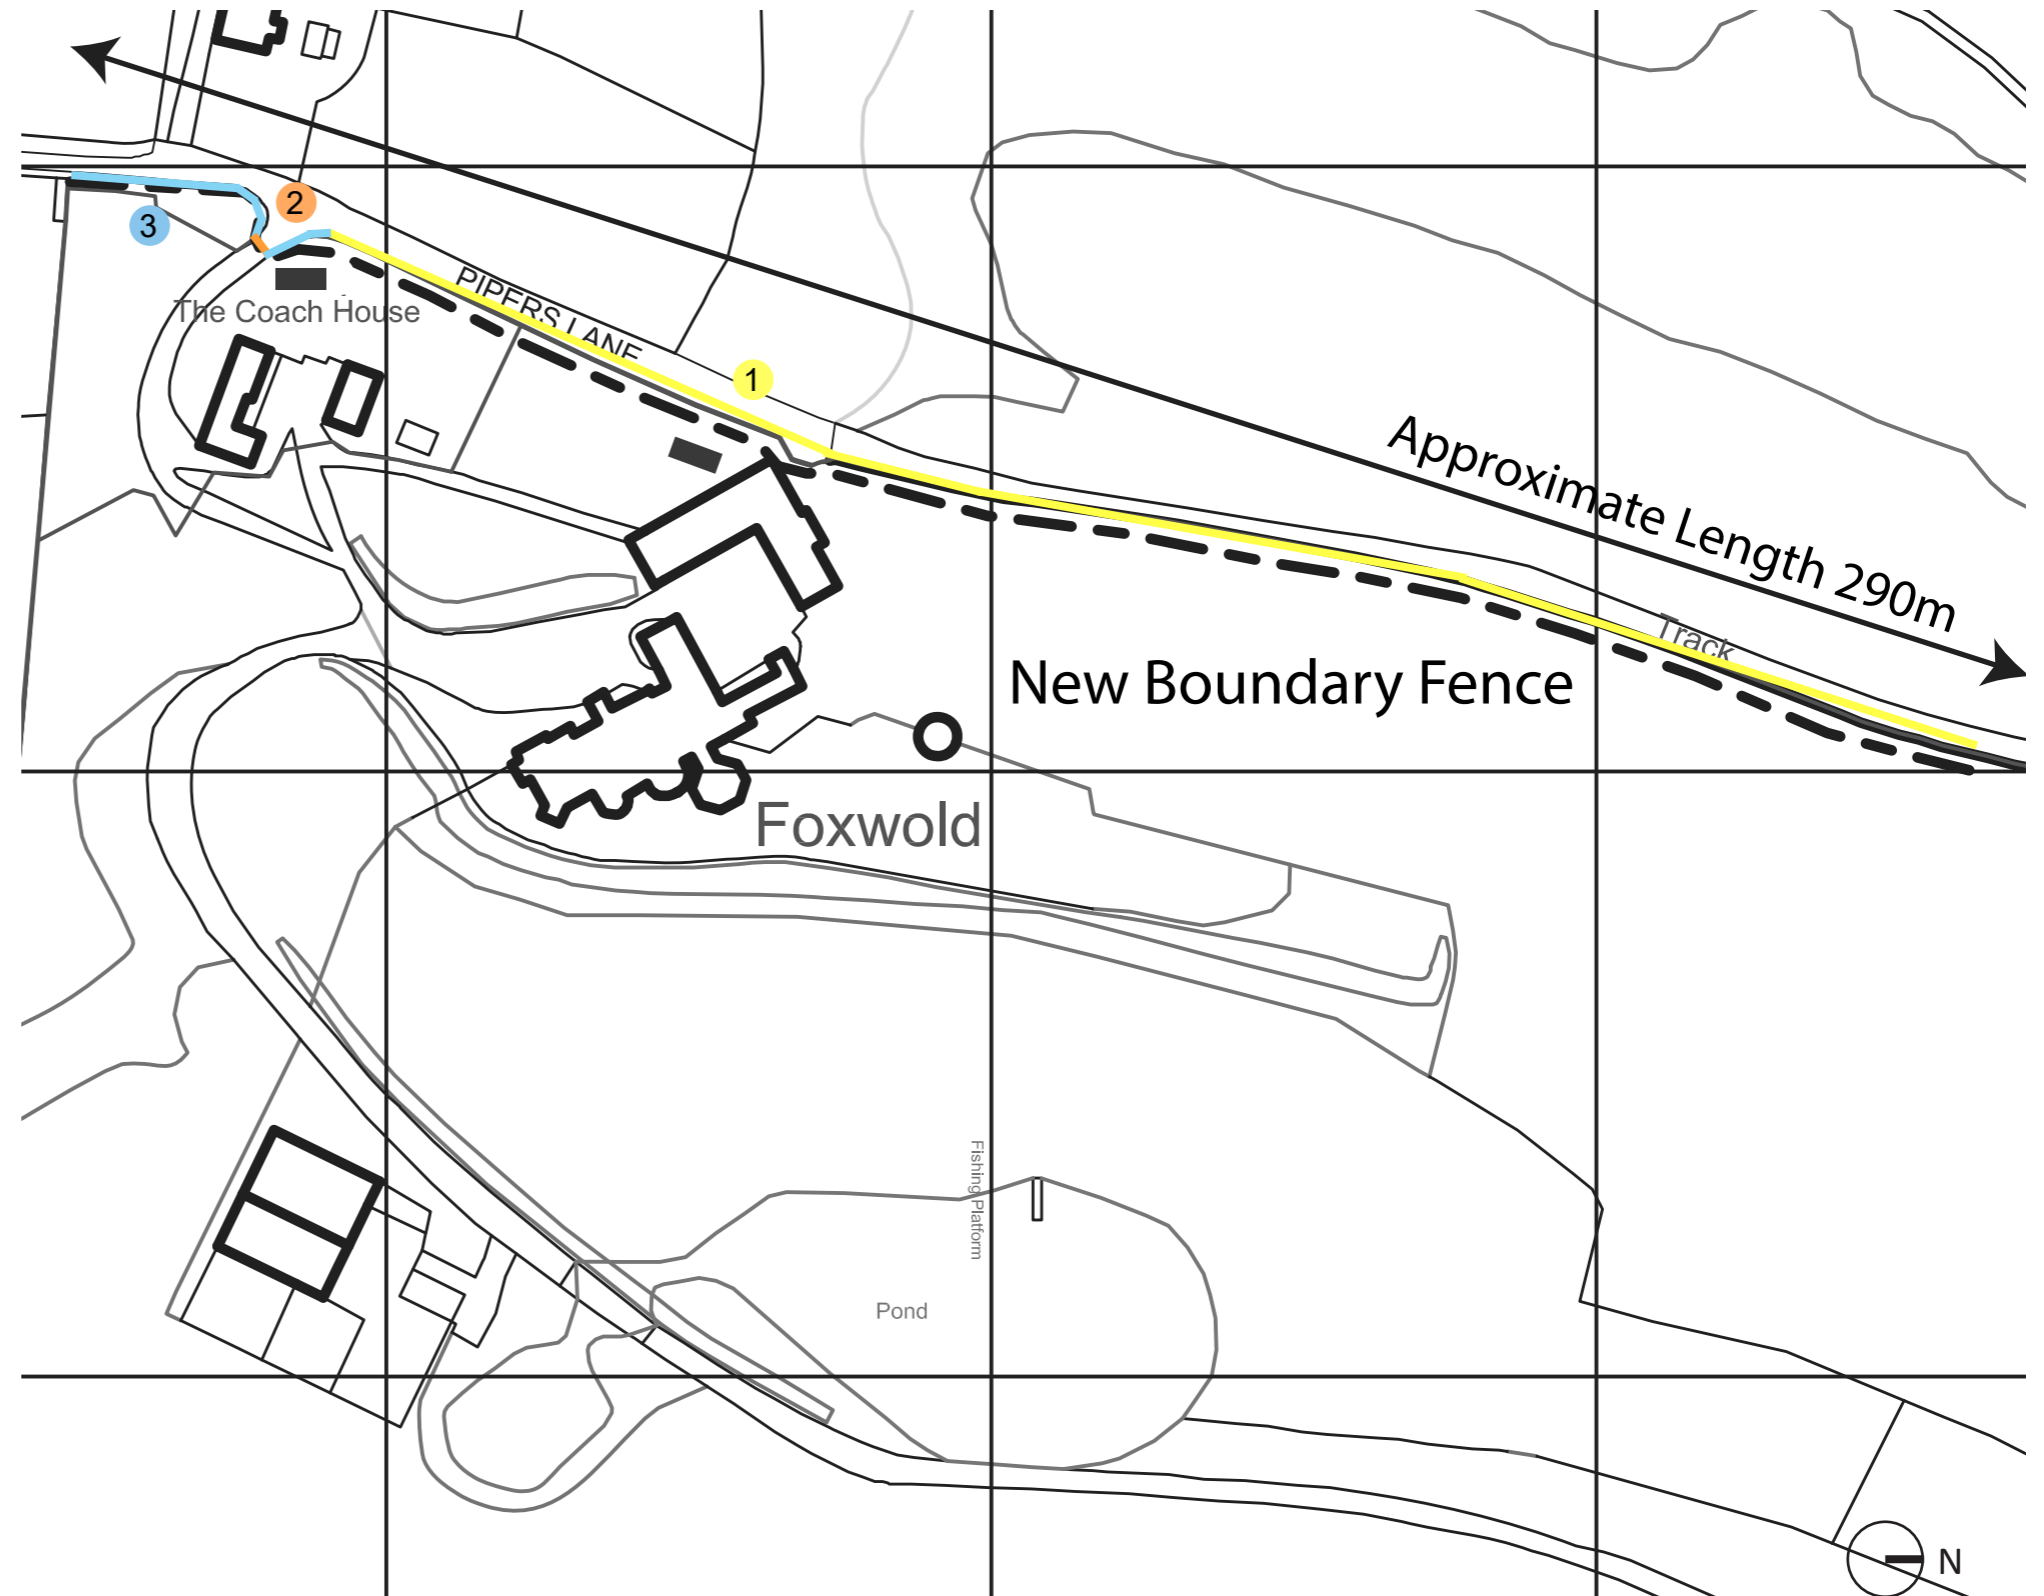 2
3
The Coach House
PIPERS LANE
1
Approximate Length 290m
Track
New Boundary Fence
Foxwold
Fishing Platform
Pond
N